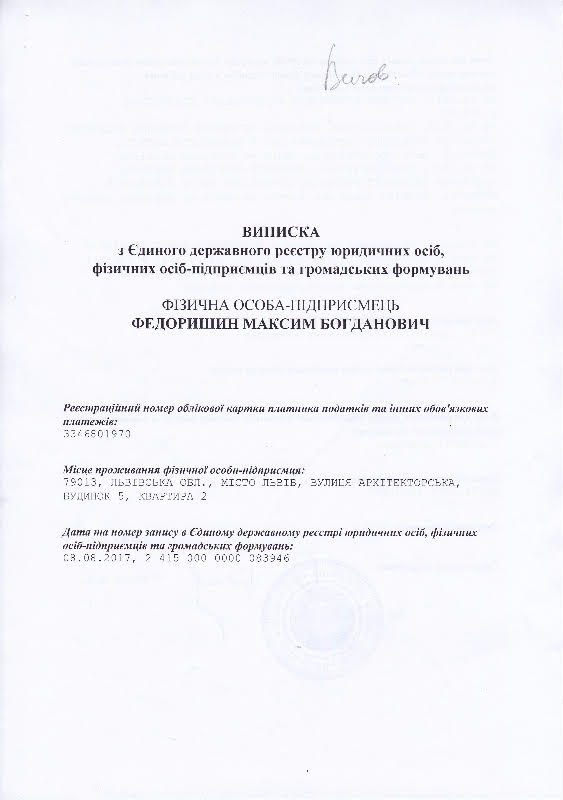 ВИПИСКА
з Єдиного державного реєстру юридичних осіб,
фізичних осіб-підприємців та громадських формувань
ФІЗИЧНА ОСОБА-ПІДПРИЄМЕЦЬ
ФЕДОРИШИН МАКСИМ БОГДАНОВИЧ
Реєстраційний номер облікової картки платника податків та інших обов'язкових
платежів:
3346801970
Місце проживання фізичної особи-підприємця:
79013, ЛЬВІВСЬКА ОБЛ., МІСТО ЛЬВІВ, ВУЛИЦЯ АРХІТЕКТОРСЬКА,
БУДИНОК 5, КВАРТИРА 2
Дата та номер запису в Єдиному державному реєстрі юридичних осіб, фізичних
осіб-підприємців та громадських формувань:
08.08.2017, 2 415 000 0000 083946